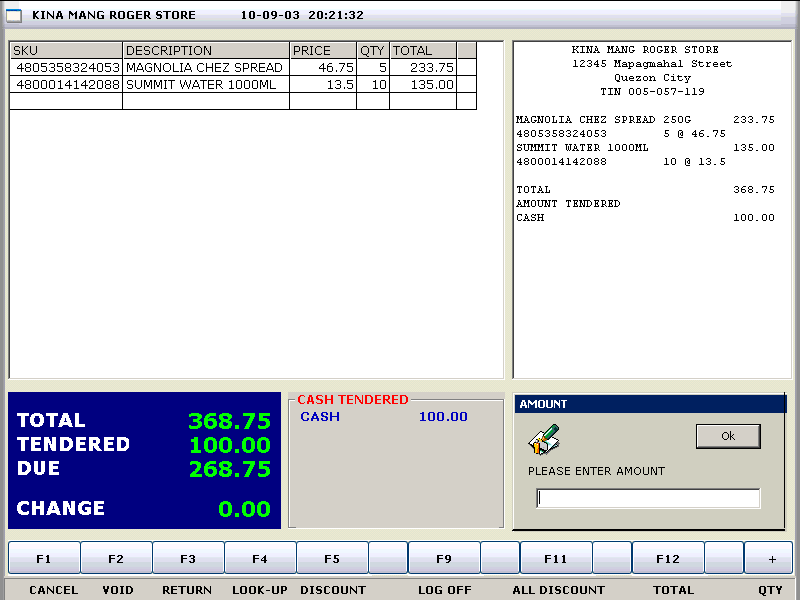 KINA MANG ROGER STORE 10-09-03 20:21:32
SKU DESCRIPTION PRICE QTY TOTAL
4805358324053 MAGNOLIA CHEZ SPREAD 46.75 5 233.75
4800014142088 SUMMIT WATER 1000ML 13.5 10 135.00
KINA MANG ROGER STORE
12345 Mapagmahal Street
Quezon City
TIN 005-057-119
MAGNOLIA CHEZ SPREAD 250G 233.75
4805358324053 5 @ 46.75
SUMMIT WATER 1000ML 135.00
4800014142088 10 @ 13.5
TOTAL 368.75
AMOUNT TENDERED
CASH 100.00
TOTAL 368.75
TENDERED 100.00
DUE 268.75
CHANGE 0.00
CASH TENDERED
CASH 100.00
AMOUNT
Ok
PLEASE ENTER AMOUNT
F1 F2 F3 F4 F5 F9 F11 F12 +
CANCEL VOID RETURN LOOK-UP DISCOUNT LOG OFF ALL DISCOUNT TOTAL QTY